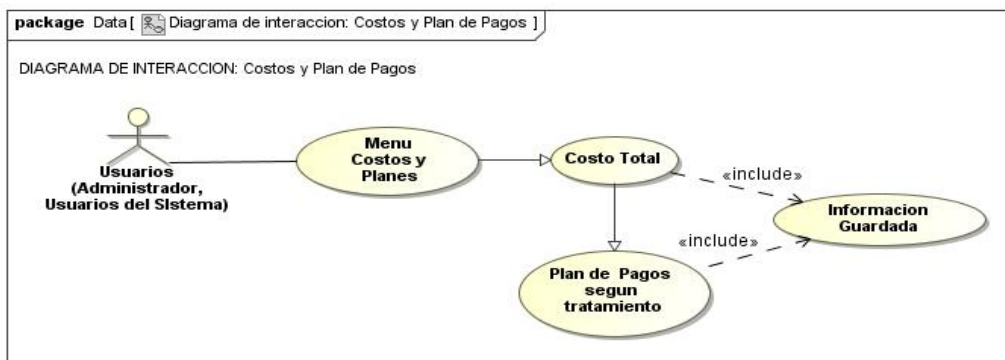 package Data [ Diagrama de interaccion: Costos y Plan de Pagos ]
DIAGRAMA DE INTERACCION: Costos y Plan de Pagos
Usuarios
(Administrador,
Usuarios del SIstema)
Menu
Costos y
Planes
Costo Total
«include»
Informacion
Guardada
«include»
Plan de Pagos
segun
tratamiento